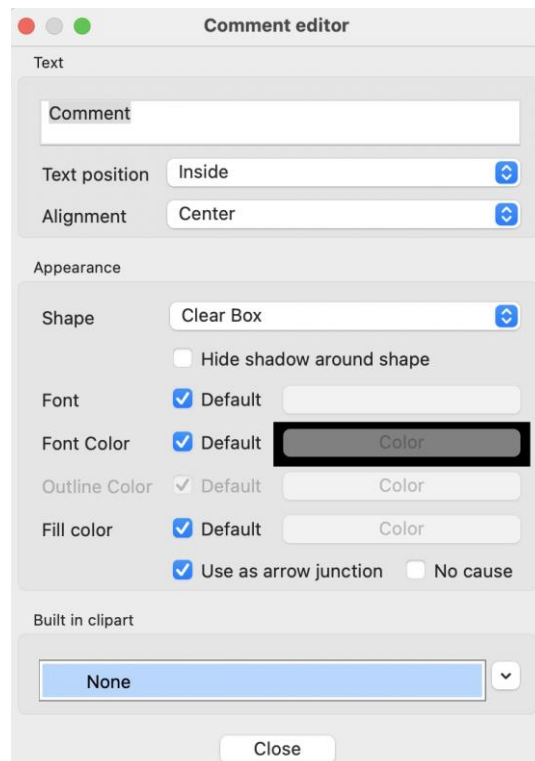 Comment editor
Text
Comment
Text position Inside
Alignment Center
Appearance
Shape Clear Box
Hide shadow around shape
Font Default
Font Color Default Color
Outline Color Default Color
Fill color Default Color
Use as arrow junction No cause
Built in clipart
None
Close